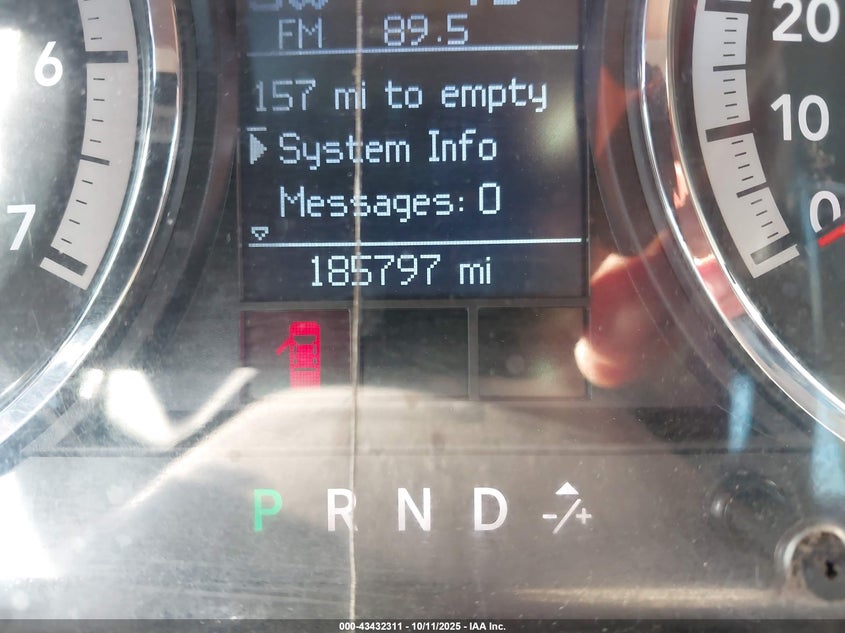 FM 89.5
157 mi to empty
System Info
Messages: 0
185797 mi
6
7
20
10
0
P R N D -/+
000-43432311 - 10/11/2025 - IAA Inc.